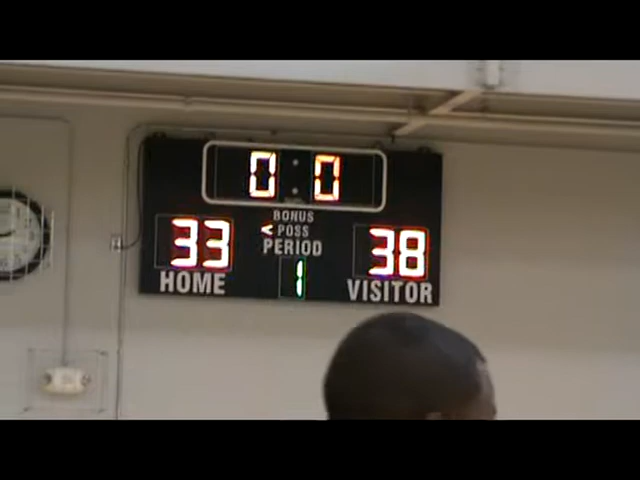 0:0
BONUS
< POSS
PERIOD
33 1 38
HOME VISITOR